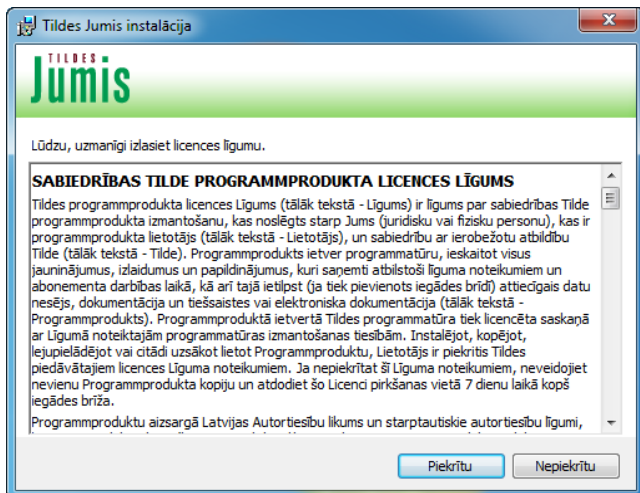 Tildes Jumis instalācija
TILDES
Jumis
Lūdzu, uzmanīgi izlasiet licences līgumu.
SABIEDRĪBAS TILDE PROGRAMMPRODUKTA LICENCES LĪGUMS
Tildes programmprodukta licences Līgums (tālāk tekstā - Līgums) ir līgums par sabiedrības Tilde
programmprodukta izmantošanu, kas noslēgts starp Jums (juridisku vai fizisku personu), kas ir
programmprodukta lietotājs (tālāk tekstā - Lietotājs), un sabiedrību ar ierobežotu atbildību
Tilde (tālāk tekstā - Tilde). Programmprodukts ietver programmatūru, ieskaitot visus
jauninājumus, izlaidumus un papildinājumus, kuri saņemti atbilstoši līguma noteikumiem un
abonementa darbības laikā, kā arī tajā ietilpst (ja tiek pievienots iegādes brīdī) attiecīgais datu
nesējs, dokumentācija un tiešsaistes vai elektroniska dokumentācija (tālāk tekstā -
Programmprodukts). Programmproduktā ietvertā Tildes programmatūra tiek licencēta saskaņā
ar Līgumā noteiktajām programmatūras izmantošanas tiesībām. Instalējot, kopējot,
lejupielādējot vai citādi uzsākot lietot Programmproduktu, Lietotājs ir piekritis Tildes
piedāvātajiem licences Līguma noteikumiem. Ja nepiekrītat šī Līguma noteikumiem, neveidojiet
nevienu Programmprodukta kopiju un atdodiet šo Licenci pirkšanas vietā 7 dienu laikā kopš
iegādes brīža.
Programmproduktu aizsargā Latvijas Autortiesību likums un starptautiskie autortiesību līgumi,
Piekrītu
Nepiekrītu